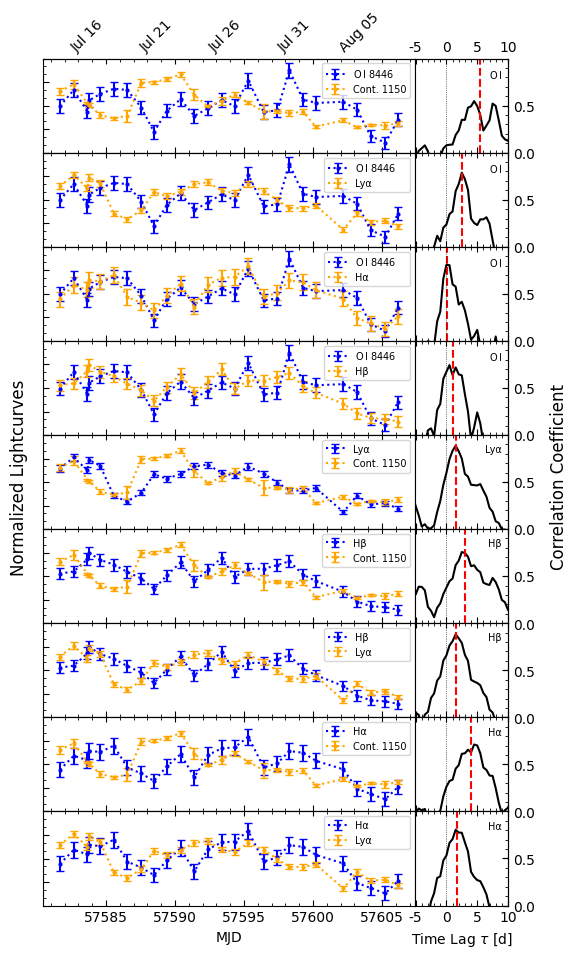 Jul 16 Jul 21 Jul 26 Jul 31 Aug 05
-5 0 5 10
O I 8446
Cont. 1150
O I
0.5
0.0
O I 8446
Lyα
O I
0.5
0.0
O I 8446
Hα
O I
0.5
0.0
O I 8446
Hβ
O I
0.5
0.0
Lyα
Cont. 1150
Lyα
0.5
0.0
Hβ
Cont. 1150
Hβ
0.5
0.0
Hβ
Lyα
Hβ
0.5
0.0
Hα
Cont. 1150
Hα
0.5
0.0
Hα
Lyα
Hα
0.5
0.0
Normalized Lightcurves
Correlation Coefficient
57585 57590 57595 57600 57605
-5 0 5 10
MJD
Time Lag τ [d]